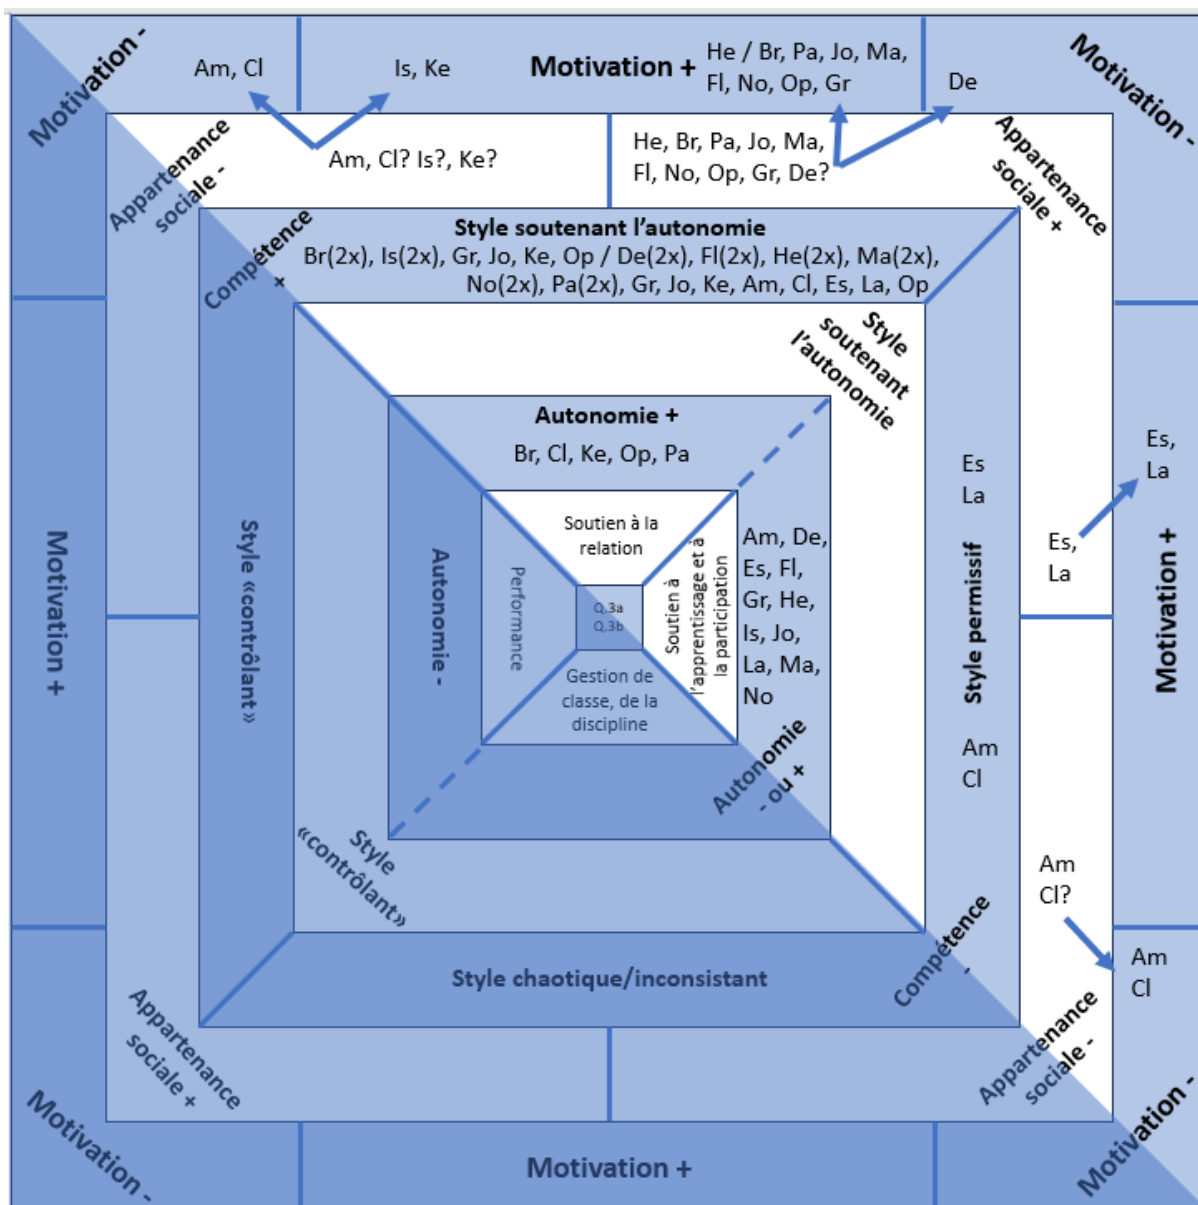 Motivation -
Am, Cl
Is, Ke
Motivation +
He / Br, Pa, Jo, Ma,
Fl, No, Op, Gr
De
Motivation -
Appartenance
sociale -
Am, Cl? Is?, Ke?
He, Br, Pa, Jo, Ma,
Fl, No, Op, Gr, De?
Appartenance
sociale +
Compétence
+
Style soutenant l’autonomie
Br(2x), Is(2x), Gr, Jo, Ke, Op / De(2x), Fl(2x), He(2x), Ma(2x),
No(2x), Pa(2x), Gr, Jo, Ke, Am, Cl, Es, La, Op
Style
soutenant
l’autonomie
Autonomie +
Br, Cl, Ke, Op, Pa
Es
La
Es,
La
Es,
La
Motivation +
Style «contrôlant»
Autonomie -
Performance
Soutien à la
relation
Q.3a
Q.3b
Soutien à
l’apprentissage et à
la participation
Gestion de
classe, de la
discipline
Am, De,
Es, Fl,
Gr, He,
Is, Jo,
La, Ma,
No
Style permissif
Motivation +
Autonomie
- ou +
Am
Cl
Style
«contrôlant»
Am
Cl?
Am
Cl
Compétence
-
Style chaotique/inconsistant
Appartenance
sociale +
Appartenance
sociale -
Motivation -
Motivation +
Motivation -